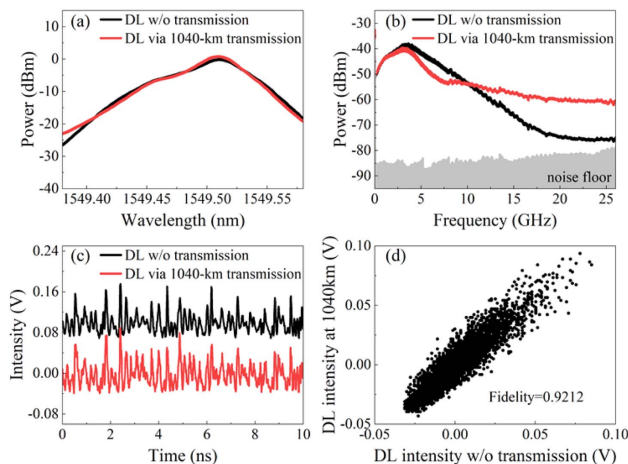 (a)
DL w/o transmission
DL via 1040-km transmission
Power (dBm)
10
0
-10
-20
-30
-40
1549.40
1549.45
1549.50
1549.55
Wavelength (nm)
(b)
DL w/o transmission
DL via 1040-km transmission
Power (dBm)
-30
-40
-50
-60
-70
-80
-90
noise floor
0
5
10
15
20
25
Frequency (GHz)
(c)
DL w/o transmission
DL via 1040-km transmission
Intensity (V)
0.24
0.16
0.08
0.00
-0.08
0
2
4
6
8
10
Time (ns)
(d)
DL intensity at 1040km (V)
0.10
0.05
0.00
-0.05
Fidelity=0.9212
-0.05
0.00
0.05
0.10
DL intensity w/o transmission (V)